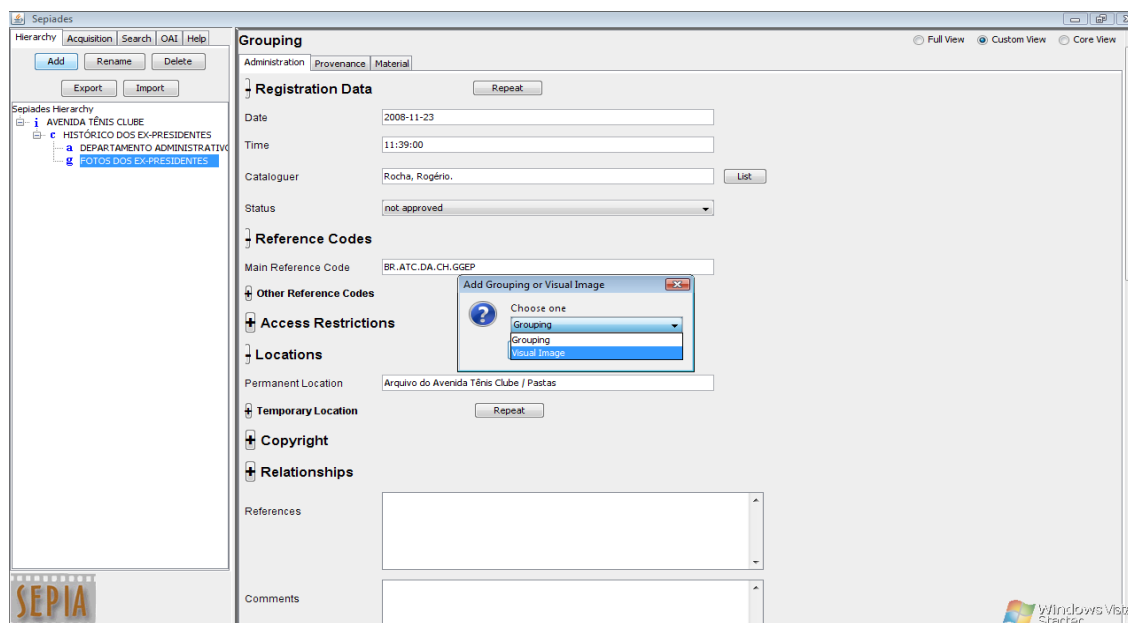 Sepiades
Hierarchy Acquisition Search OAI Help
Add Rename Delete
Export Import
Sepiades Hierarchy
i AVENIDA TÊNIS CLUBE
c HISTÓRICO DOS EX-PRESIDENTES
a DEPARTAMENTO ADMINISTRATIVO
g FOTOS DOS EX-PRESIDENTES
SEPIA
Grouping
Full View Custom View Core View
Administration Provenance Material
Registration Data Repeat
Date 2008-11-23
Time 11:39:00
Cataloguer Rocha, Rogério. List
Status not approved
Reference Codes
Main Reference Code BR.ATC.DA.CH.GGEP
Other Reference Codes
Access Restrictions
Locations
Permanent Location Arquivo do Avenida Tênis Clube / Pastas
Temporary Location Repeat
Copyright
Relationships
References
Comments
Add Grouping or Visual Image
Choose one
Grouping
Grouping
Visual Image
Windows Vista
Starter